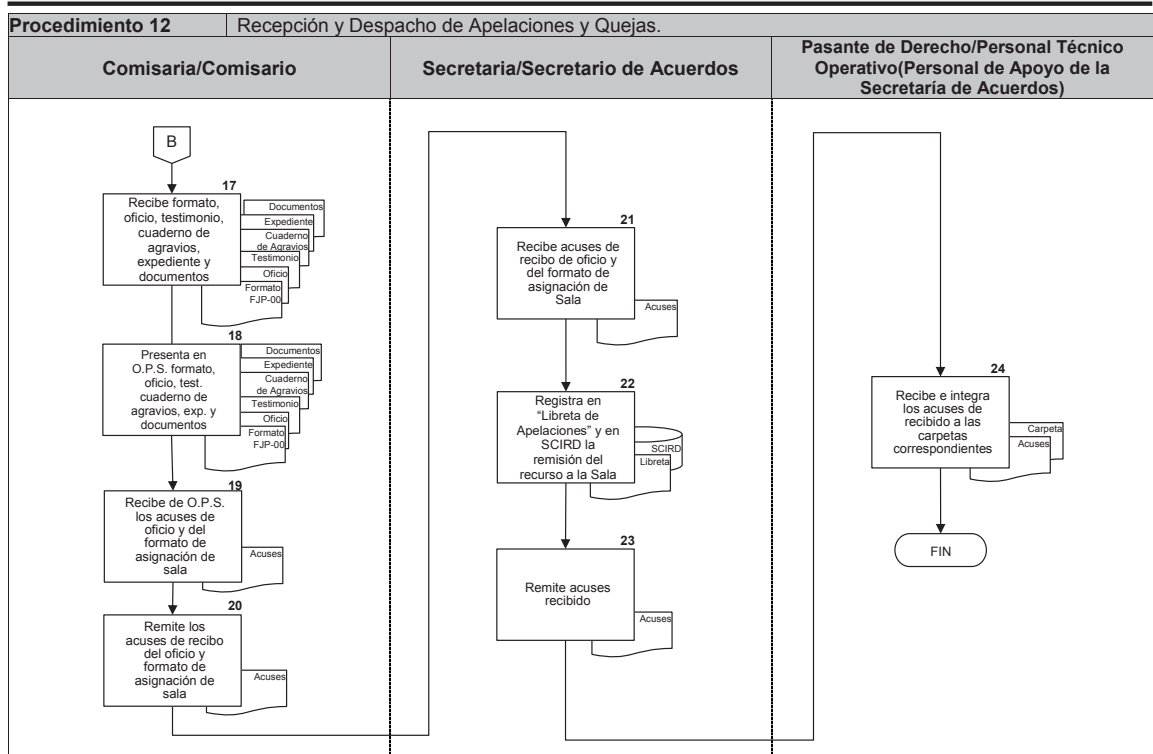 Procedimiento 12
Recepción y Despacho de Apelaciones y Quejas.
Comisaria/Comisario
Secretaria/Secretario de Acuerdos
Pasante de Derecho/Personal Técnico
Operativo(Personal de Apoyo de la
Secretaría de Acuerdos)
B
17
Recibe formato,
oficio, testimonio,
cuaderno de
agravios,
expediente y
documentos
Documentos
Expediente
Cuaderno
de Agravios
Testimonio
Oficio
Formato
FJP-00
18
Presenta en
O.P.S. formato,
oficio, test.
cuaderno de
agravios, exp. y
documentos
Documentos
Expediente
Cuaderno
de Agravios
Testimonio
Oficio
Formato
FJP-00
19
Recibe de O.P.S.
los acuses de
oficio y del
formato de
asignación de
sala
Acuses
20
Remite los
acuses de recibo
del oficio y
formato de
asignación de
sala
Acuses
21
Recibe acuses de
recibo de oficio y
del formato de
asignación de
Sala
Acuses
22
Registra en
“Libreta de
Apelaciones” y en
SCIRD la
remisión del
recurso a la Sala
SCIRD
Libreta
23
Remite acuses
recibido
Acuses
24
Recibe e integra
los acuses de
recibido a las
carpetas
correspondientes
Carpeta
Acuses
FIN